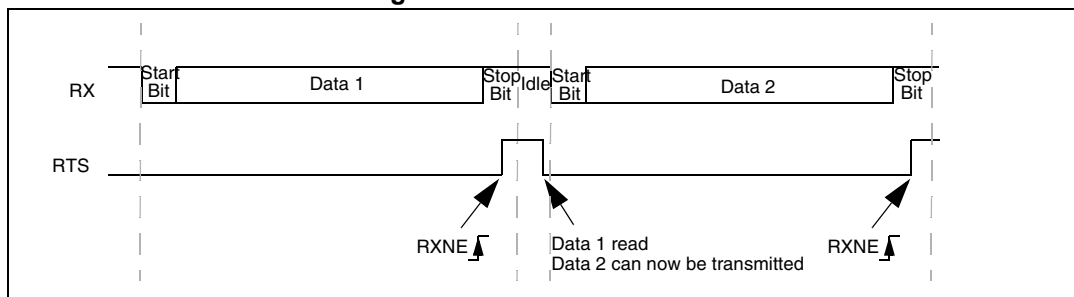 Start
Bit
Data 1
Stop
Bit
Idle
Start
Bit
Data 2
Stop
Bit
RX
RTS
RXNE
Data 1 read
Data 2 can now be transmitted
RXNE